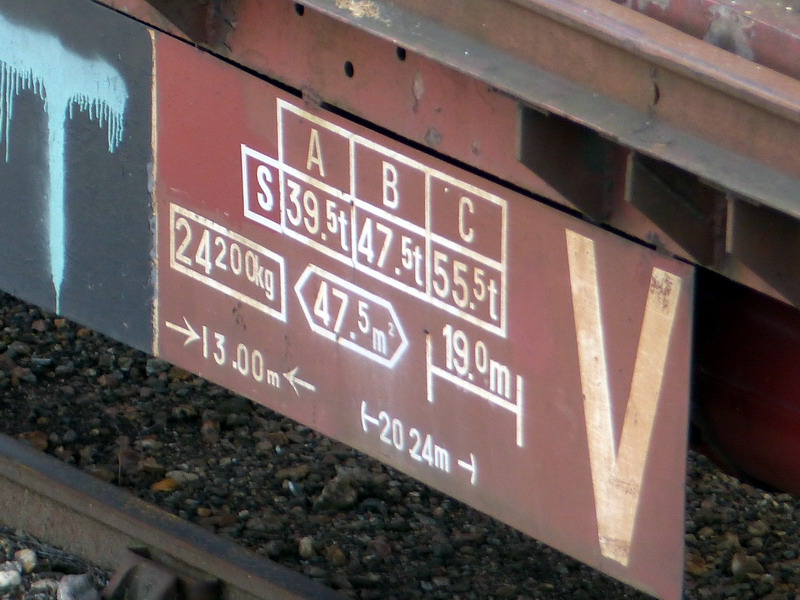 A B C
S 39.5t 47.5t 55.5t
24200kg 47.5m²
13.00m 19.0m
20 24m
V